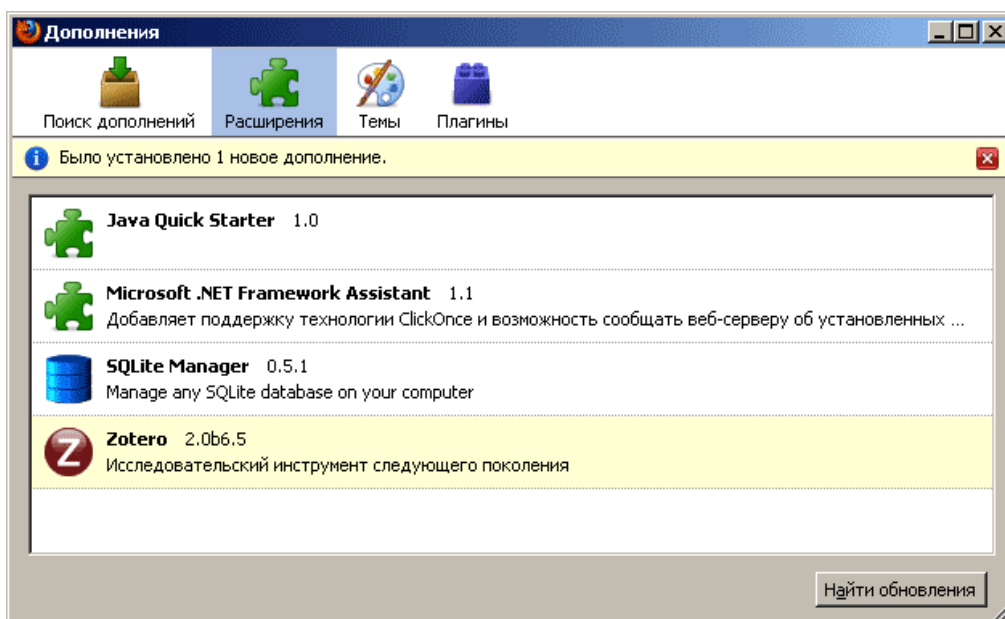 Дополнения
Поиск дополнений Расширения Темы Плагины
Было установлено 1 новое дополнение.
Java Quick Starter 1.0
Microsoft .NET Framework Assistant 1.1
Добавляет поддержку технологии ClickOnce и возможность сообщать веб-серверу об установленных ...
SQLite Manager 0.5.1
Manage any SQLite database on your computer
Z
Zotero 2.0b6.5
Исследовательский инструмент следующего поколения
Найти обновления